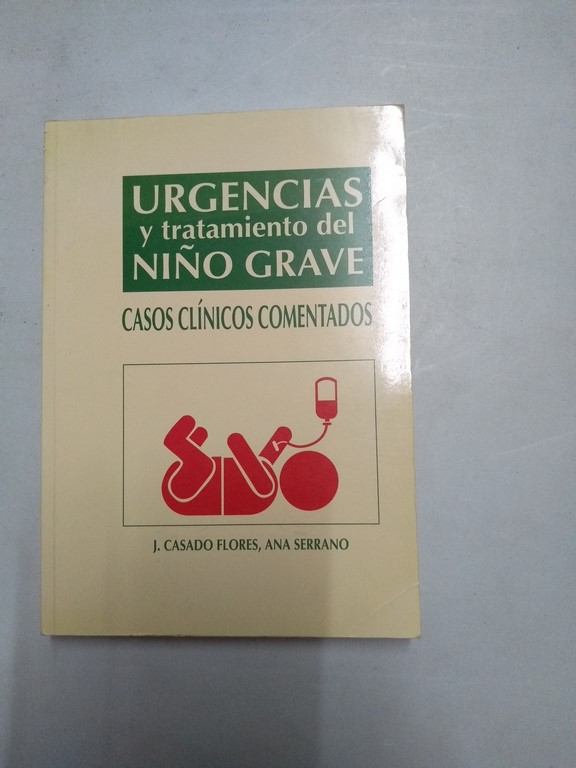 URGENCIAS
y tratamiento del
NIÑO GRAVE
CASOS CLÍNICOS COMENTADOS
J. CASADO FLORES, ANA SERRANO